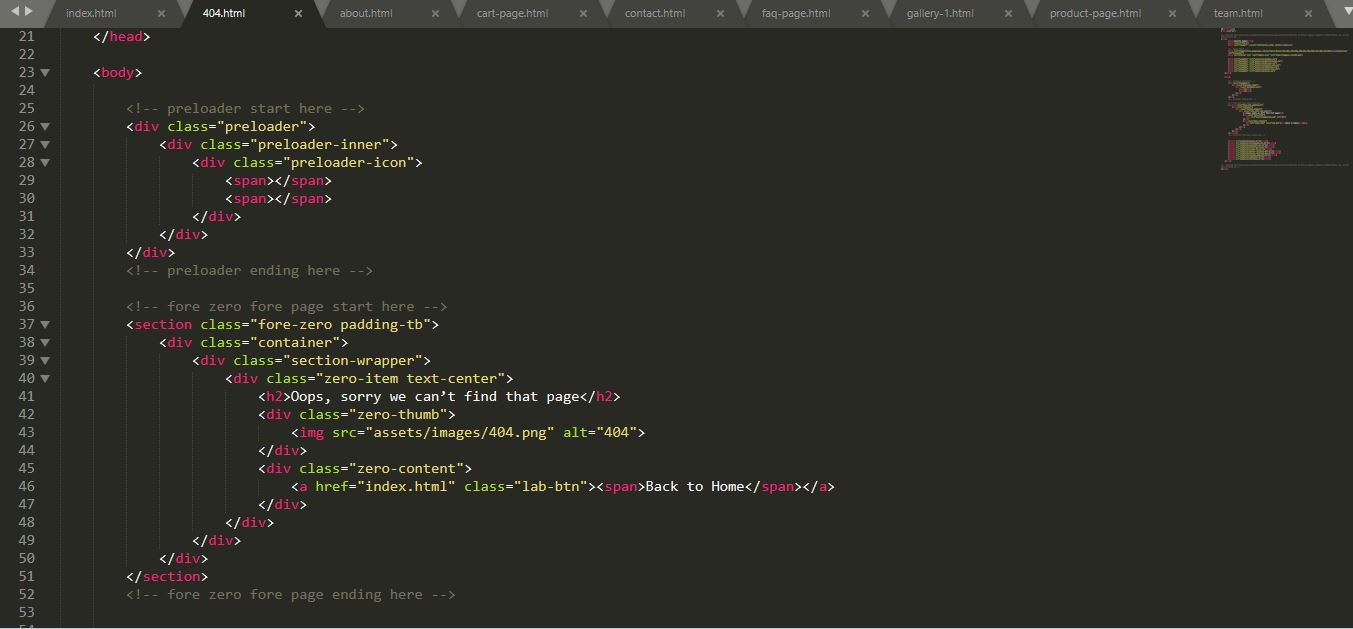 index.html × 404.html × about.html × cart-page.html × contact.html × faq-page.html × gallery-1.html × product-page.html × team.html ×
21 </head>
22
23 <body>
24
25 <!-- preloader start here -->
26 <div class="preloader">
27 <div class="preloader-inner">
28 <div class="preloader-icon">
29 <span></span>
30 <span></span>
31 </div>
32 </div>
33 </div>
34 <!-- preloader ending here -->
35
36 <!-- fore zero fore page start here -->
37 <section class="fore-zero padding-tb">
38 <div class="container">
39 <div class="section-wrapper">
40 <div class="zero-item text-center">
41 <h2>Oops, sorry we can’t find that page</h2>
42 <div class="zero-thumb">
43 <img src="assets/images/404.png" alt="404">
44 </div>
45 <div class="zero-content">
46 <a href="index.html" class="lab-btn"><span>Back to Home</span></a>
47 </div>
48 </div>
49 </div>
50 </div>
51 </section>
52 <!-- fore zero fore page ending here -->
53